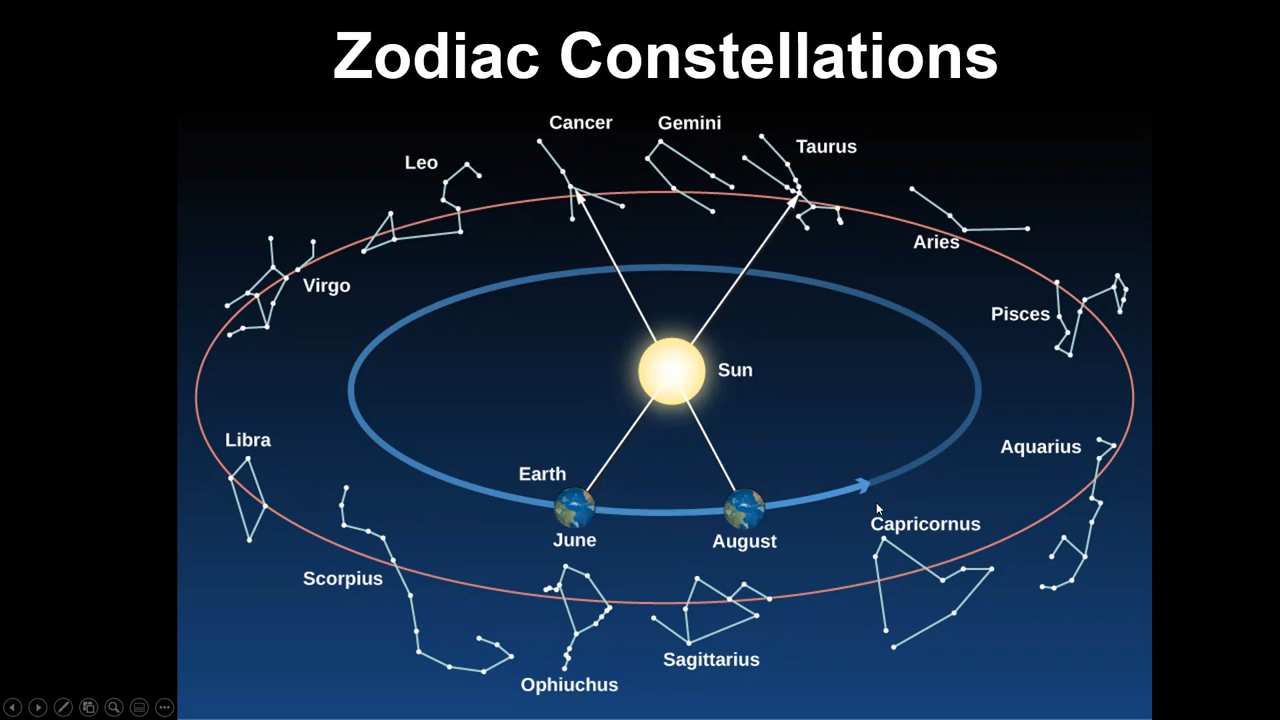 Zodiac Constellations
Cancer
Gemini
Taurus
Leo
Aries
Virgo
Pisces
Sun
Libra
Aquarius
Earth
Capricornus
June
August
Scorpius
Sagittarius
Ophiuchus